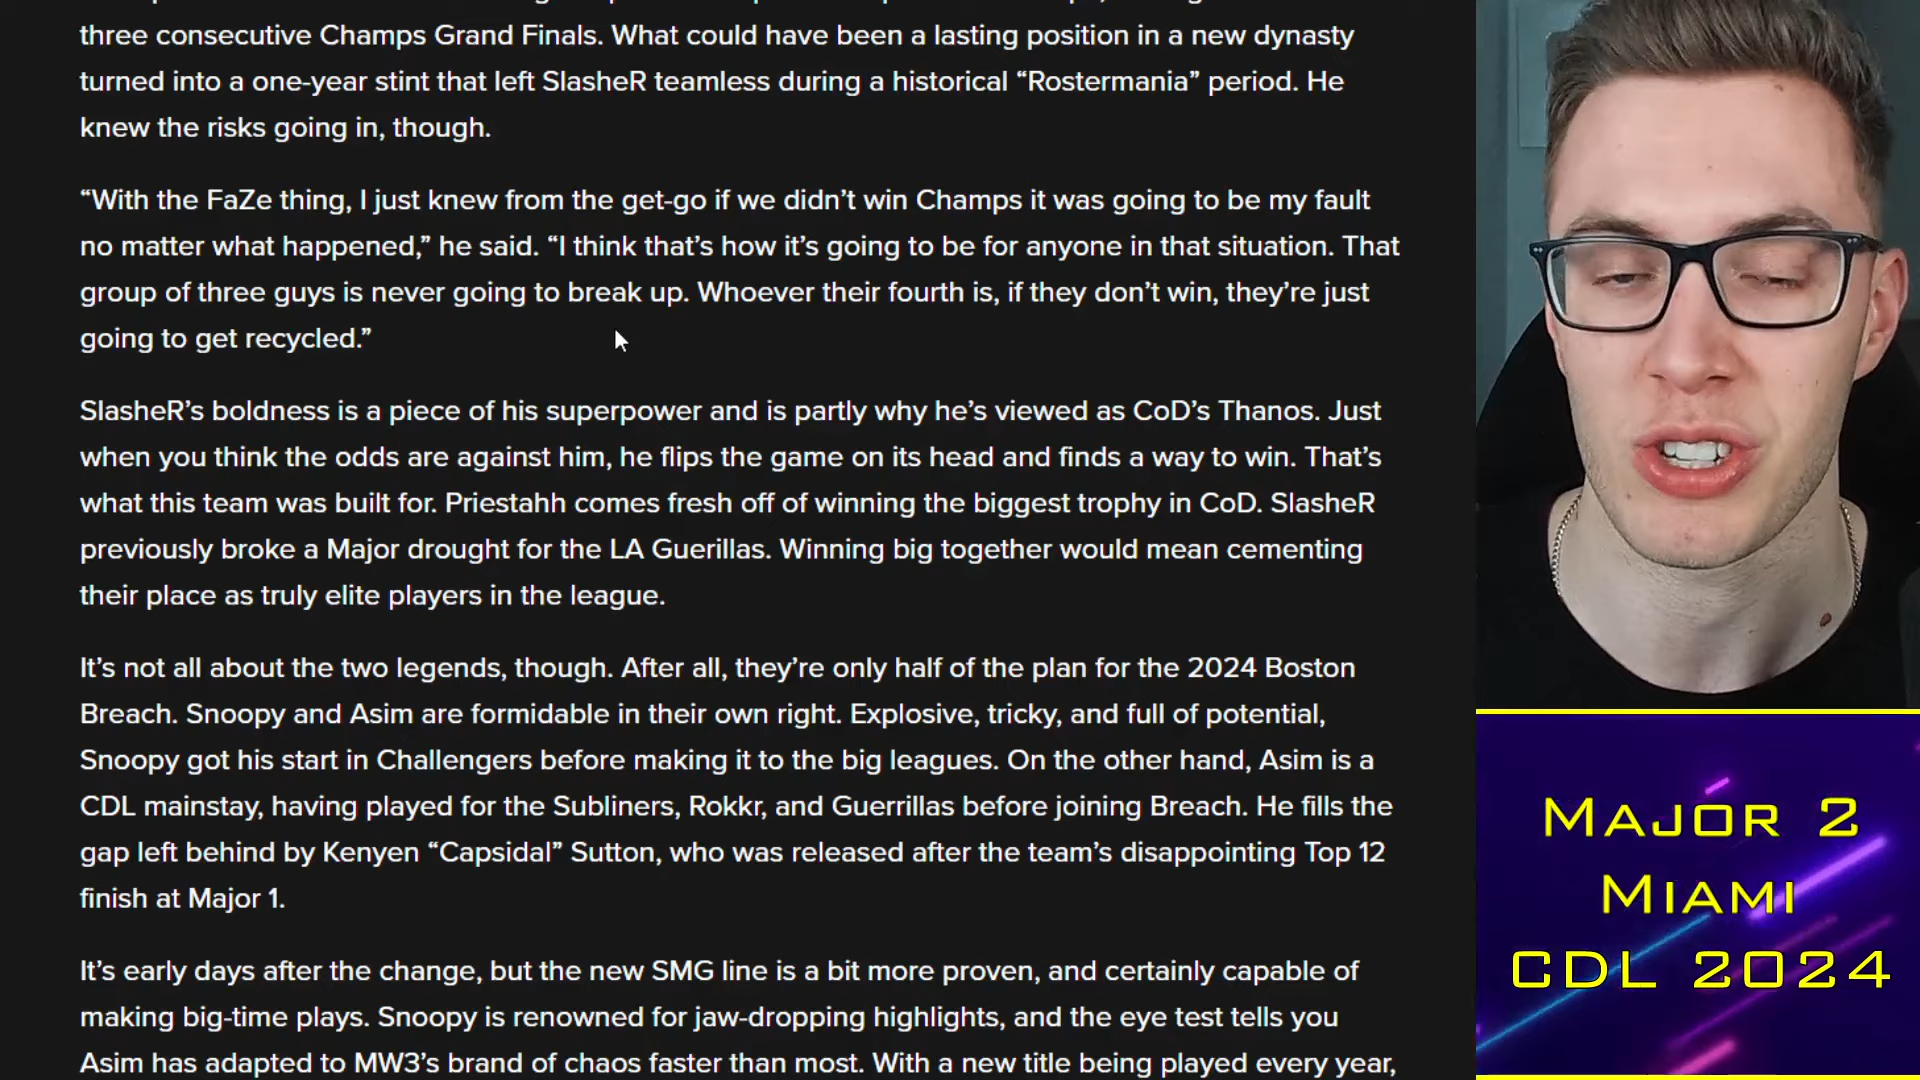 three consecutive Champs Grand Finals. What could have been a lasting position in a new dynasty
turned into a one-year stint that left SlasheR teamless during a historical “Rostermania” period. He
knew the risks going in, though.
“With the FaZe thing, I just knew from the get-go if we didn’t win Champs it was going to be my fault
no matter what happened,” he said. “I think that’s how it’s going to be for anyone in that situation. That
group of three guys is never going to break up. Whoever their fourth is, if they don’t win, they’re just
going to get recycled.”
SlasheR’s boldness is a piece of his superpower and is partly why he’s viewed as CoD’s Thanos. Just
when you think the odds are against him, he flips the game on its head and finds a way to win. That’s
what this team was built for. Priestahh comes fresh off of winning the biggest trophy in CoD. SlasheR
previously broke a Major drought for the LA Guerillas. Winning big together would mean cementing
their place as truly elite players in the league.
It’s not all about the two legends, though. After all, they’re only half of the plan for the 2024 Boston
Breach. Snoopy and Asim are formidable in their own right. Explosive, tricky, and full of potential,
Snoopy got his start in Challengers before making it to the big leagues. On the other hand, Asim is a
CDL mainstay, having played for the Subliners, Rokkr, and Guerrillas before joining Breach. He fills the
gap left behind by Kenyen “Capsidal” Sutton, who was released after the team’s disappointing Top 12
finish at Major 1.
It’s early days after the change, but the new SMG line is a bit more proven, and certainly capable of
making big-time plays. Snoopy is renowned for jaw-dropping highlights, and the eye test tells you
Asim has adapted to MW3’s brand of chaos faster than most. With a new title being played every year,
Major 2
Miami
CDL 2024